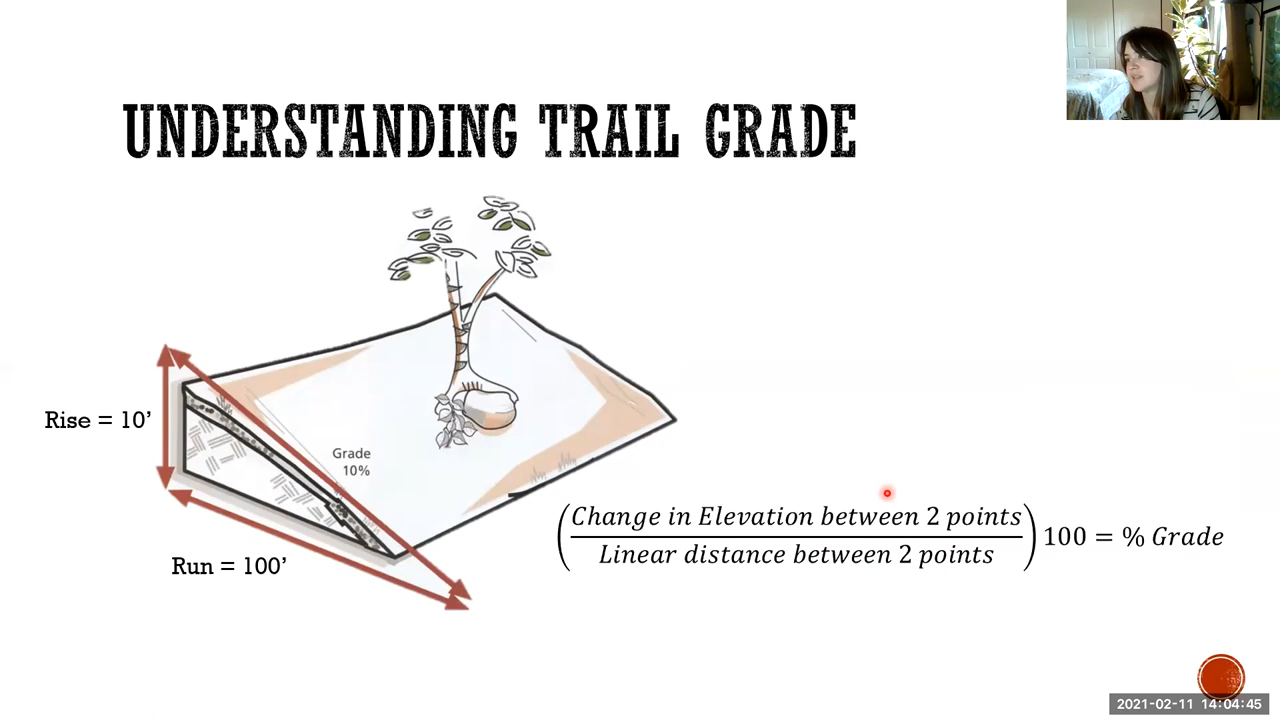 UNDERSTANDING TRAIL GRADE
Rise = 10’
Grade
10%
Run = 100’
(Change in Elevation between 2 points / Linear distance between 2 points) 100 = % Grade
2021-02-11 14:04:45